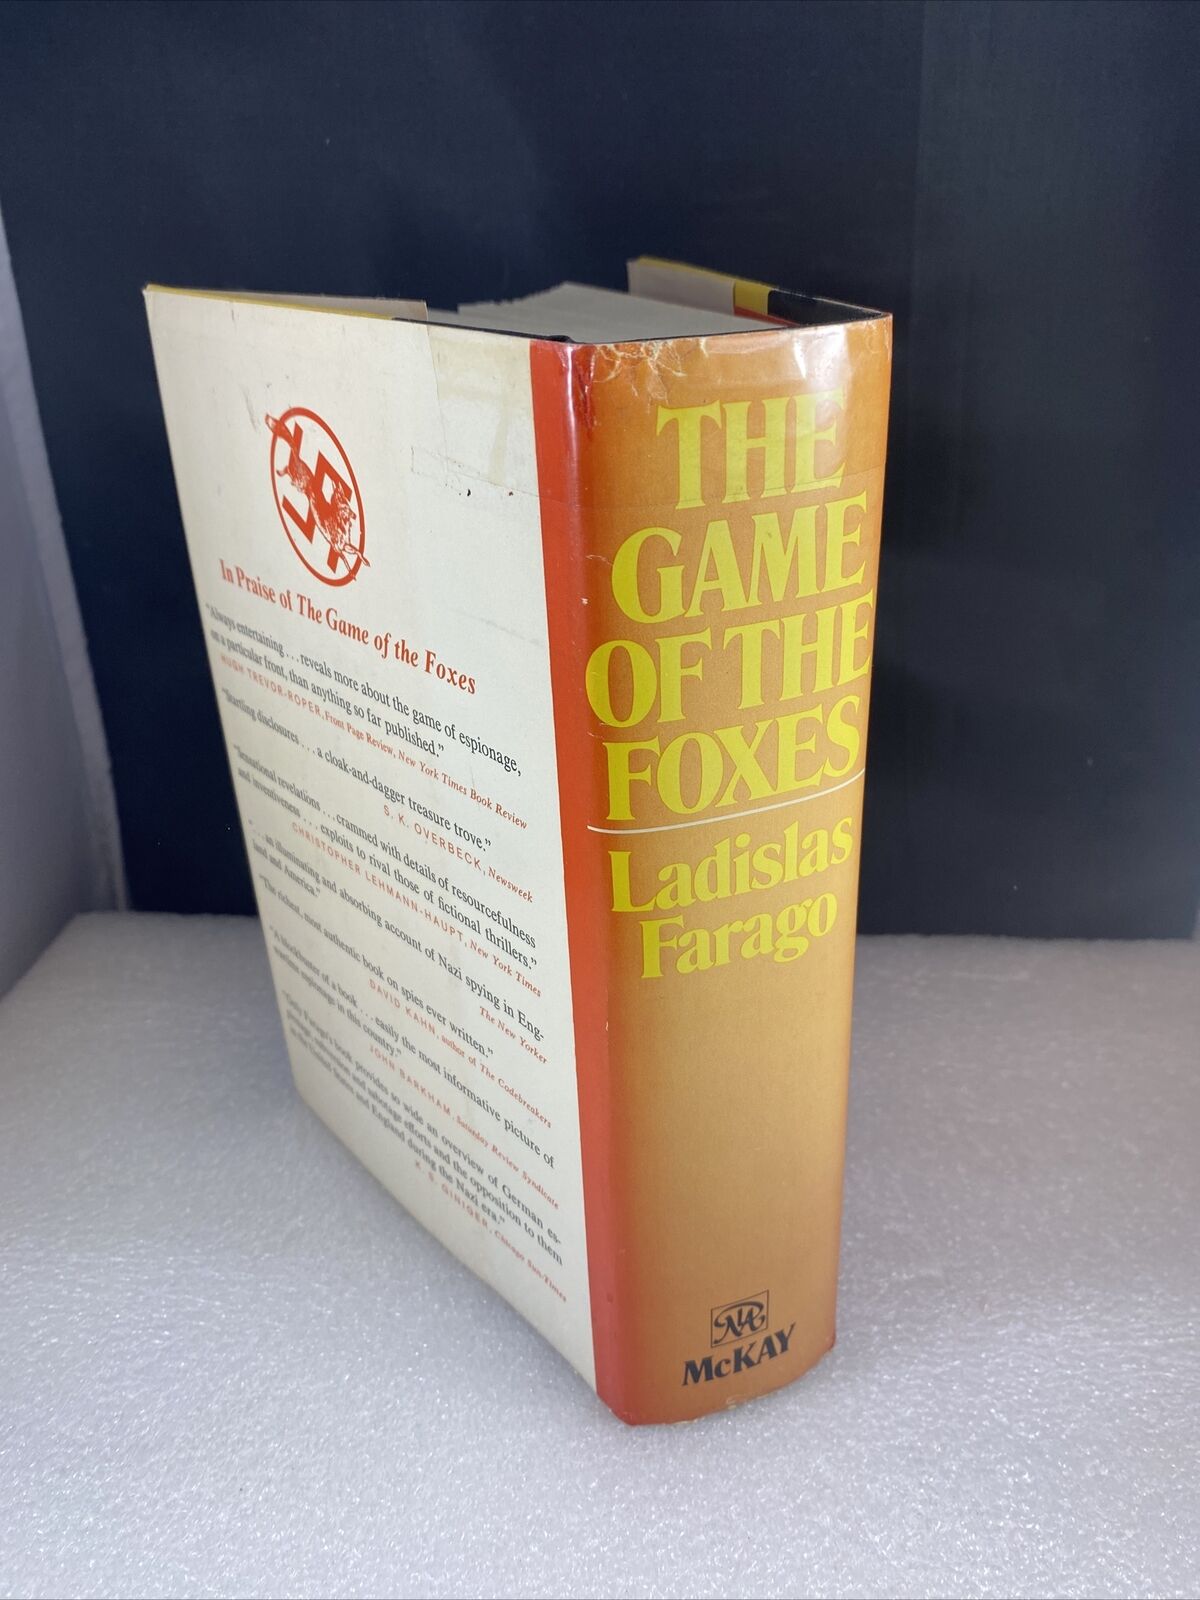 In Praise of The Game of the Foxes
"Always entertaining . . . reveals more about the game of espionage,
on a particular front, than anything so far published."
HUGH TREVOR-ROPER, Front Page Review, New York Times Book Review
"Startling disclosures . . . a cloak-and-dagger treasure trove."
S. K. OVERBECK, Newsweek
"Sensational revelations . . . crammed with details of resourcefulness
and inventiveness . . . exploits to rival those of fictional thrillers."
CHRISTOPHER LEHMANN-HAUPT, New York Times
". . . an illuminating and absorbing account of Nazi spying in Eng-
land and America."
The New Yorker
"The richest, most authentic book on spies ever written."
DAVID KAHN, author of The Codebreakers
"A blockbuster of a book . . . easily the most informative picture of
espionage in this country."
JOHN BARKHAM, Saturday Review Syndicate
Farago's book provides so wide an overview of German es-
pionage, subversion and sabotage efforts and the opposition to them
in the United States and England during the Nazi era."
K. S. GINIGER, Chicago Sun-Times
THE
GAME
OF THE
FOXES
Ladislas
Farago
McKAY